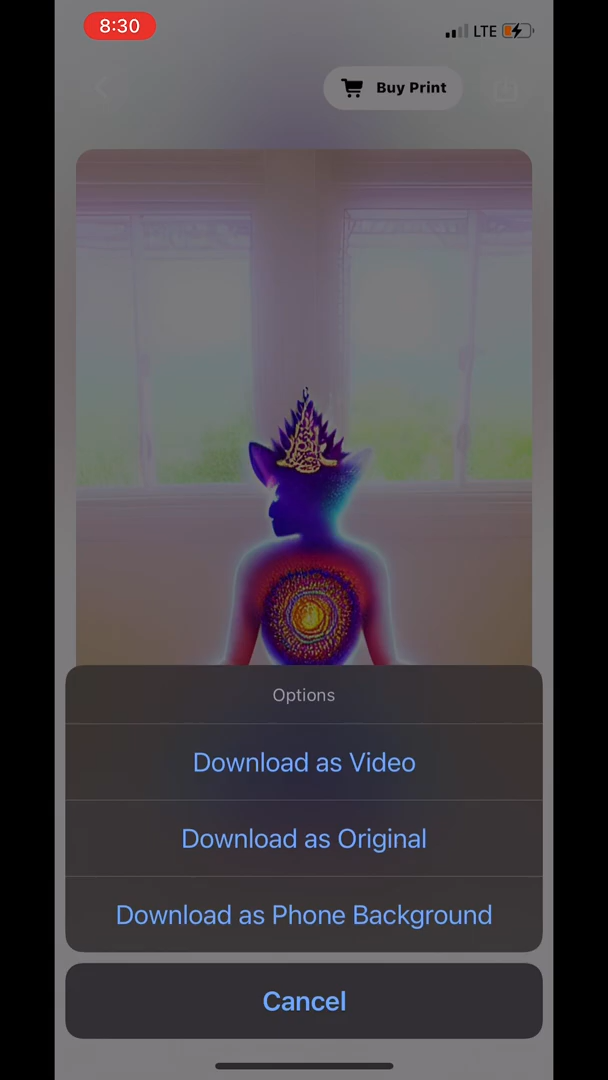 8:30
LTE
Buy Print
Options
Download as Video
Download as Original
Download as Phone Background
Cancel